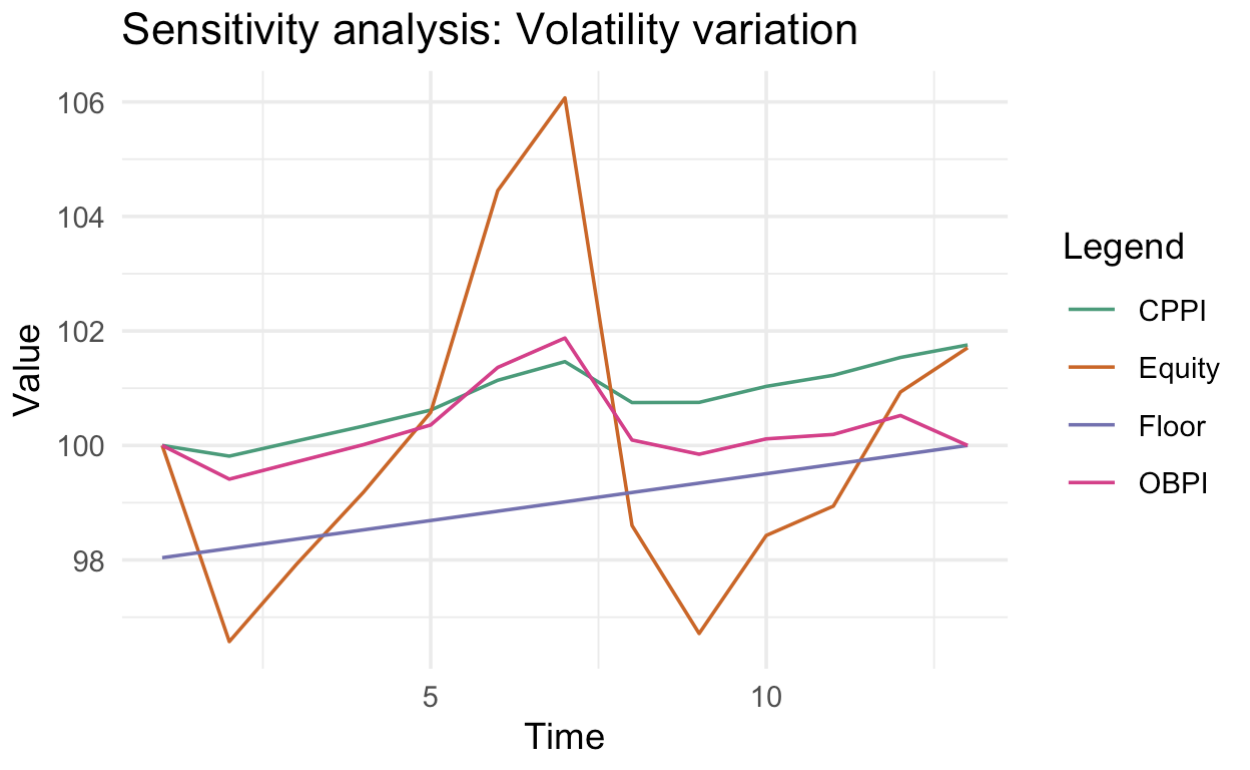 Sensitivity analysis: Volatility variation
106
104
102
100
98
Value
5
10
Time
Legend
CPPI
Equity
Floor
OBPI